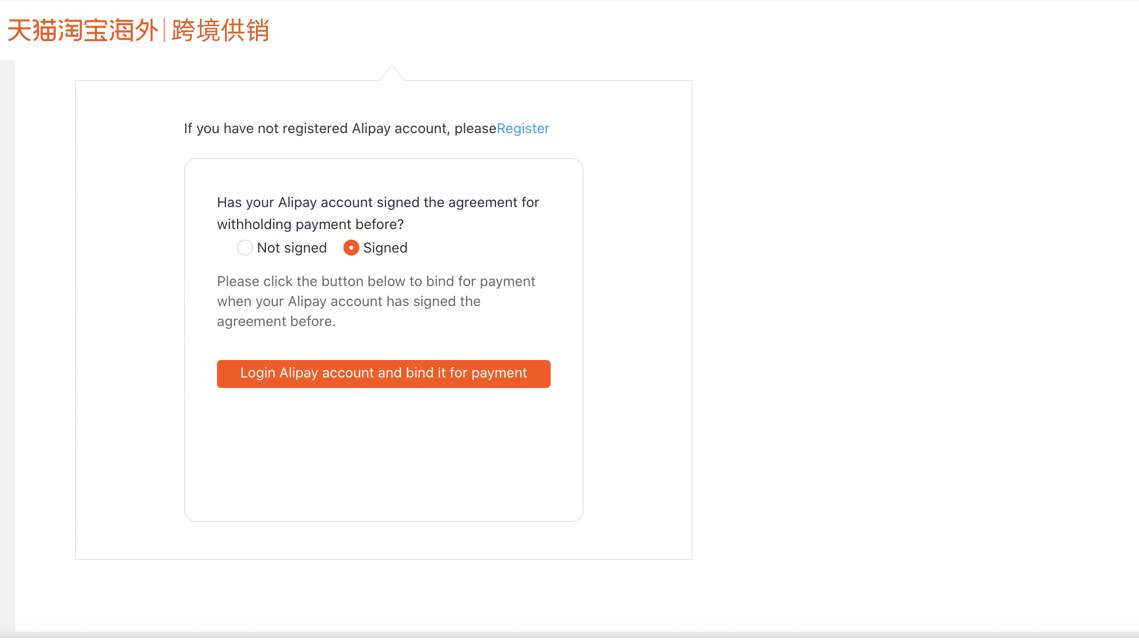 天猫淘宝海外|跨境供销
If you have not registered Alipay account, pleaseRegister
Has your Alipay account signed the agreement for
withholding payment before?
Not signed Signed
Please click the button below to bind for payment
when your Alipay account has signed the
agreement before.
Login Alipay account and bind it for payment